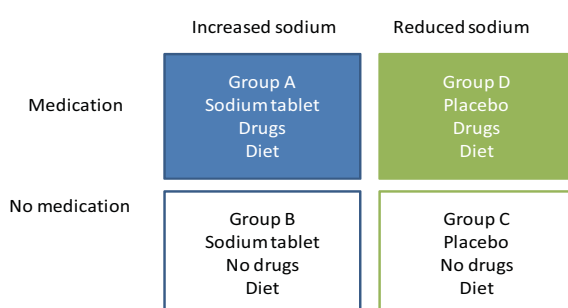 Increased sodium
Reduced sodium
Medication
Group A
Sodium tablet
Drugs
Diet
Group D
Placebo
Drugs
Diet
No medication
Group B
Sodium tablet
No drugs
Diet
Group C
Placebo
No drugs
Diet